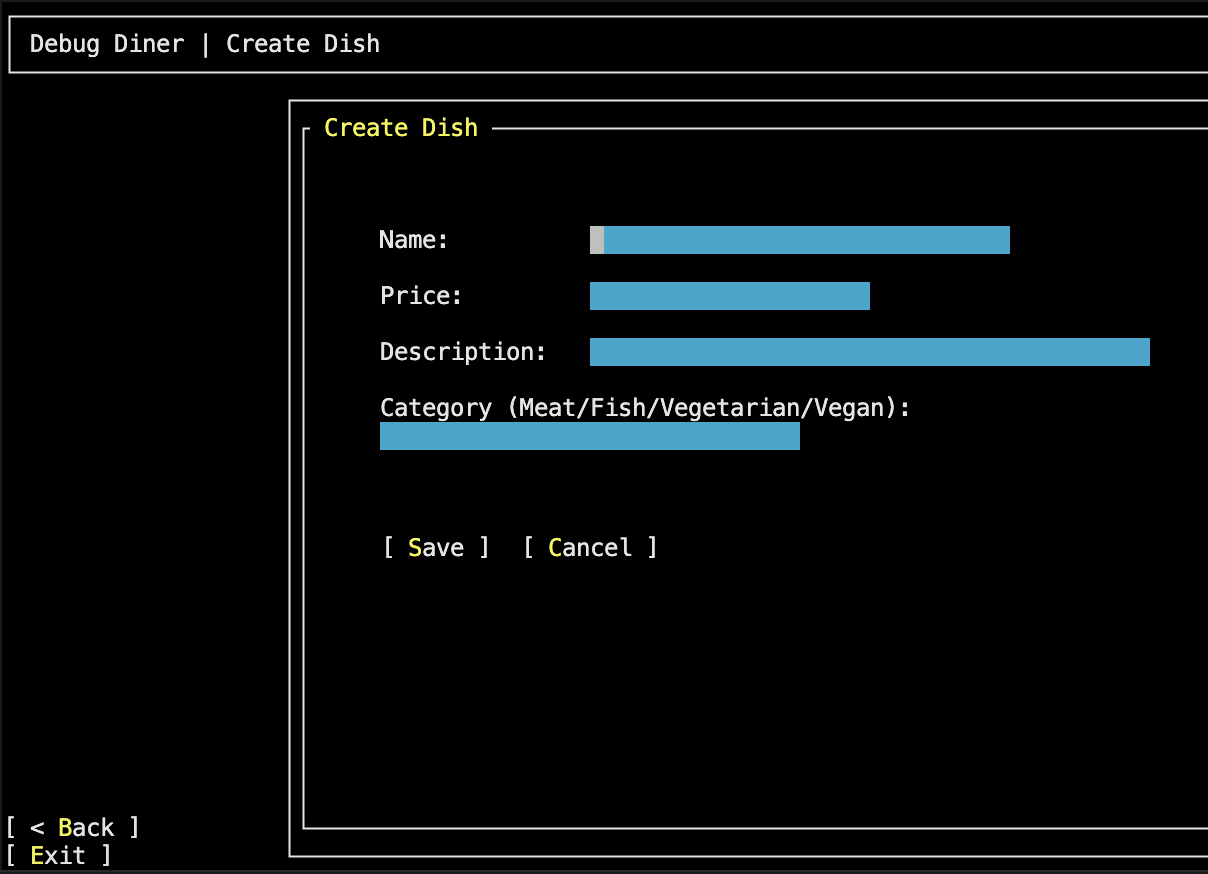 Debug Diner | Create Dish
Create Dish
Name:
Price:
Description:
Category (Meat/Fish/Vegetarian/Vegan):
[ Save ] [ Cancel ]
[ < Back ]
[ Exit ]